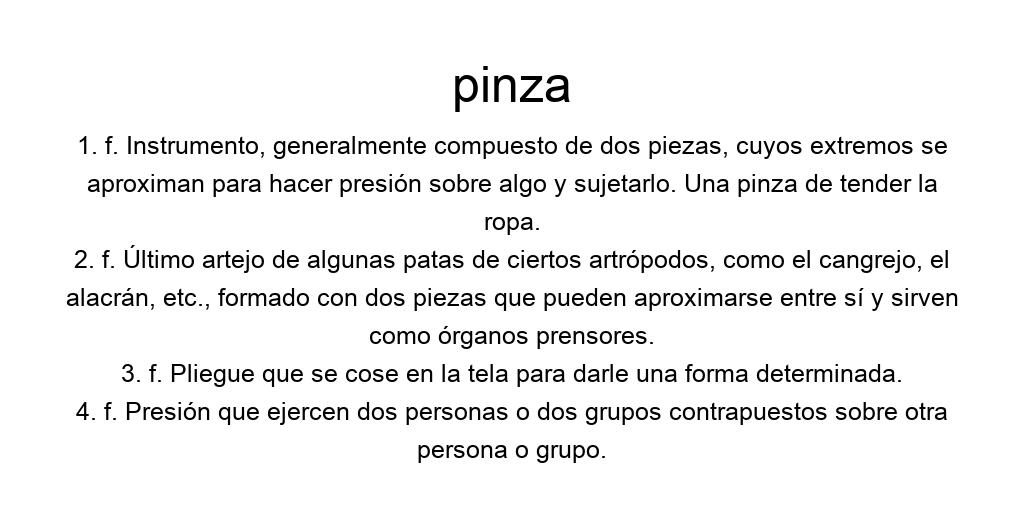 pinza
1. f. Instrumento, generalmente compuesto de dos piezas, cuyos extremos se
aproximan para hacer presión sobre algo y sujetarlo. Una pinza de tender la
ropa.
2. f. Último artejo de algunas patas de ciertos artrópodos, como el cangrejo, el
alacrán, etc., formado con dos piezas que pueden aproximarse entre sí y sirven
como órganos prensores.
3. f. Pliegue que se cose en la tela para darle una forma determinada.
4. f. Presión que ejercen dos personas o dos grupos contrapuestos sobre otra
persona o grupo.